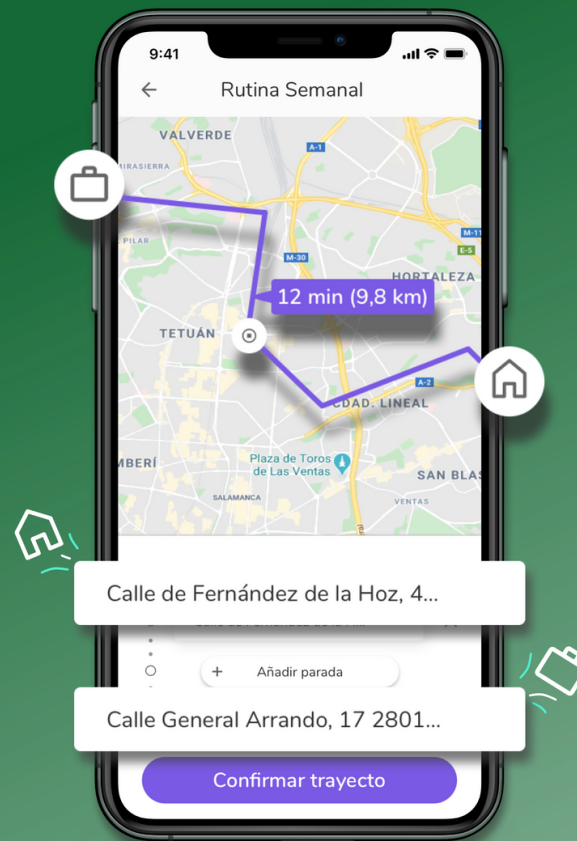 9:41
Rutina Semanal
VALVERDE
A-1
MIRASIERRA
PILAR
M-11
E-5
M-30
HORTALEZA
12 min (9,8 km)
TETUÁN
A-2
CDAD. LINEAL
Plaza de Toros
de Las Ventas
SAN BLAS
SALAMANCA
VENTAS
Calle de Fernández de la Hoz, 4...
+ Añadir parada
Calle General Arrando, 17 2801...
Confirmar trayecto